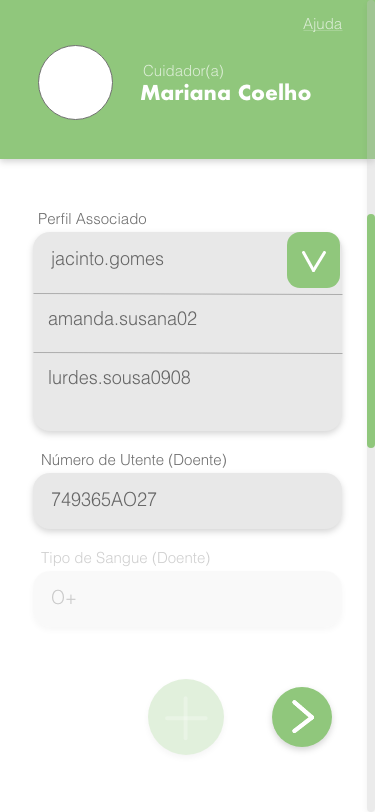 Ajuda
Cuidador(a)
Mariana Coelho
Perfil Associado
jacinto.gomes
amanda.susana02
lurdes.sousa0908
Número de Utente (Doente)
749365AO27
Tipo de Sangue (Doente)
O+